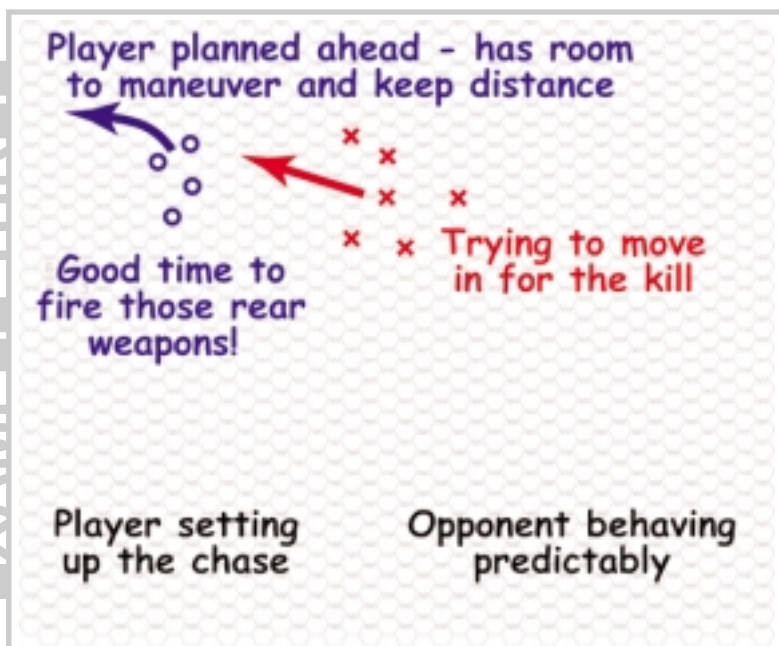 Player planned ahead - has room
to maneuver and keep distance
Trying to move
in for the kill
Good time to
fire those rear
weapons!
Player setting
up the chase
Opponent behaving
predictably